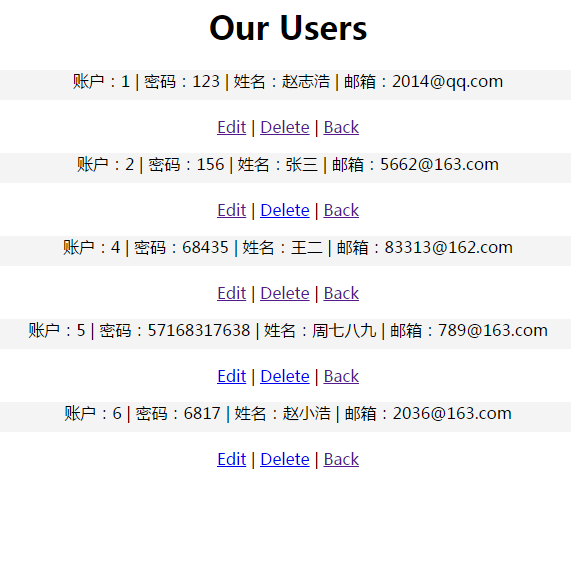 Our Users
账户：1 | 密码：123 | 姓名：赵志浩 | 邮箱：2014@qq.com
Edit | Delete | Back
账户：2 | 密码：156 | 姓名：张三 | 邮箱：5662@163.com
Edit | Delete | Back
账户：4 | 密码：68435 | 姓名：王二 | 邮箱：83313@162.com
Edit | Delete | Back
账户：5 | 密码：57168317638 | 姓名：周七八九 | 邮箱：789@163.com
Edit | Delete | Back
账户：6 | 密码：6817 | 姓名：赵小浩 | 邮箱：2036@163.com
Edit | Delete | Back